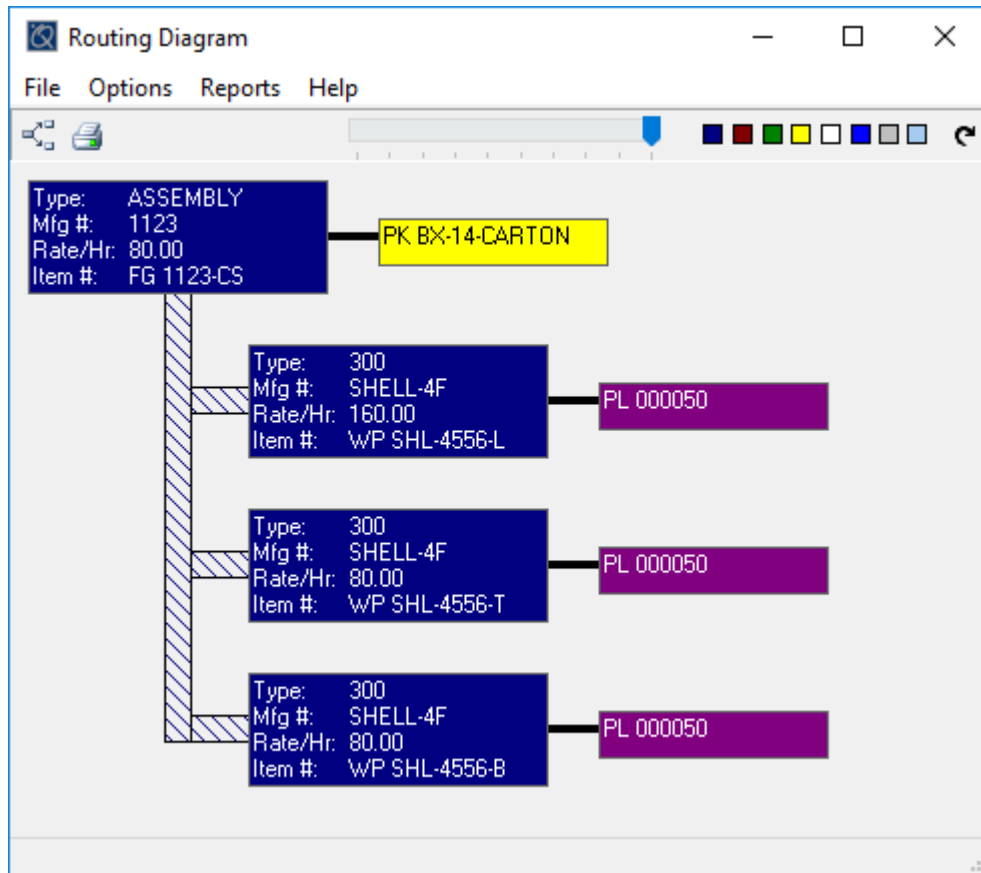 Routing Diagram
File Options Reports Help
Type: ASSEMBLY
Mfg #: 1123
Rate/Hr: 80.00
Item #: FG 1123-CS
PK BX-14-CARTON
Type: 300
Mfg #: SHELL-4F
Rate/Hr: 160.00
Item #: WP SHL-4556-L
PL 000050
Type: 300
Mfg #: SHELL-4F
Rate/Hr: 80.00
Item #: WP SHL-4556-T
PL 000050
Type: 300
Mfg #: SHELL-4F
Rate/Hr: 80.00
Item #: WP SHL-4556-B
PL 000050